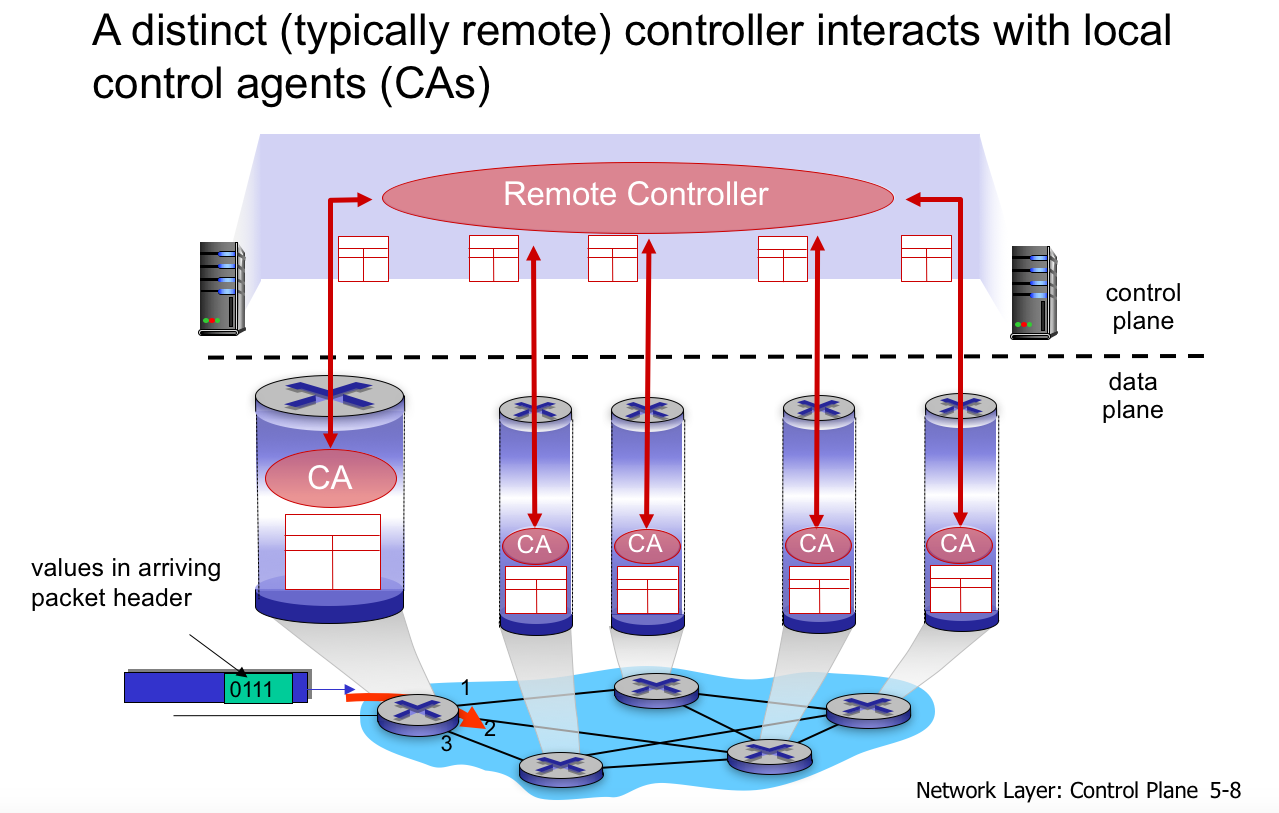 A distinct (typically remote) controller interacts with local
control agents (CAs)
Remote Controller
control
plane
data
plane
CA
CA
CA
CA
CA
values in arriving
packet header
0111
1
2
3
Network Layer: Control Plane 5-8